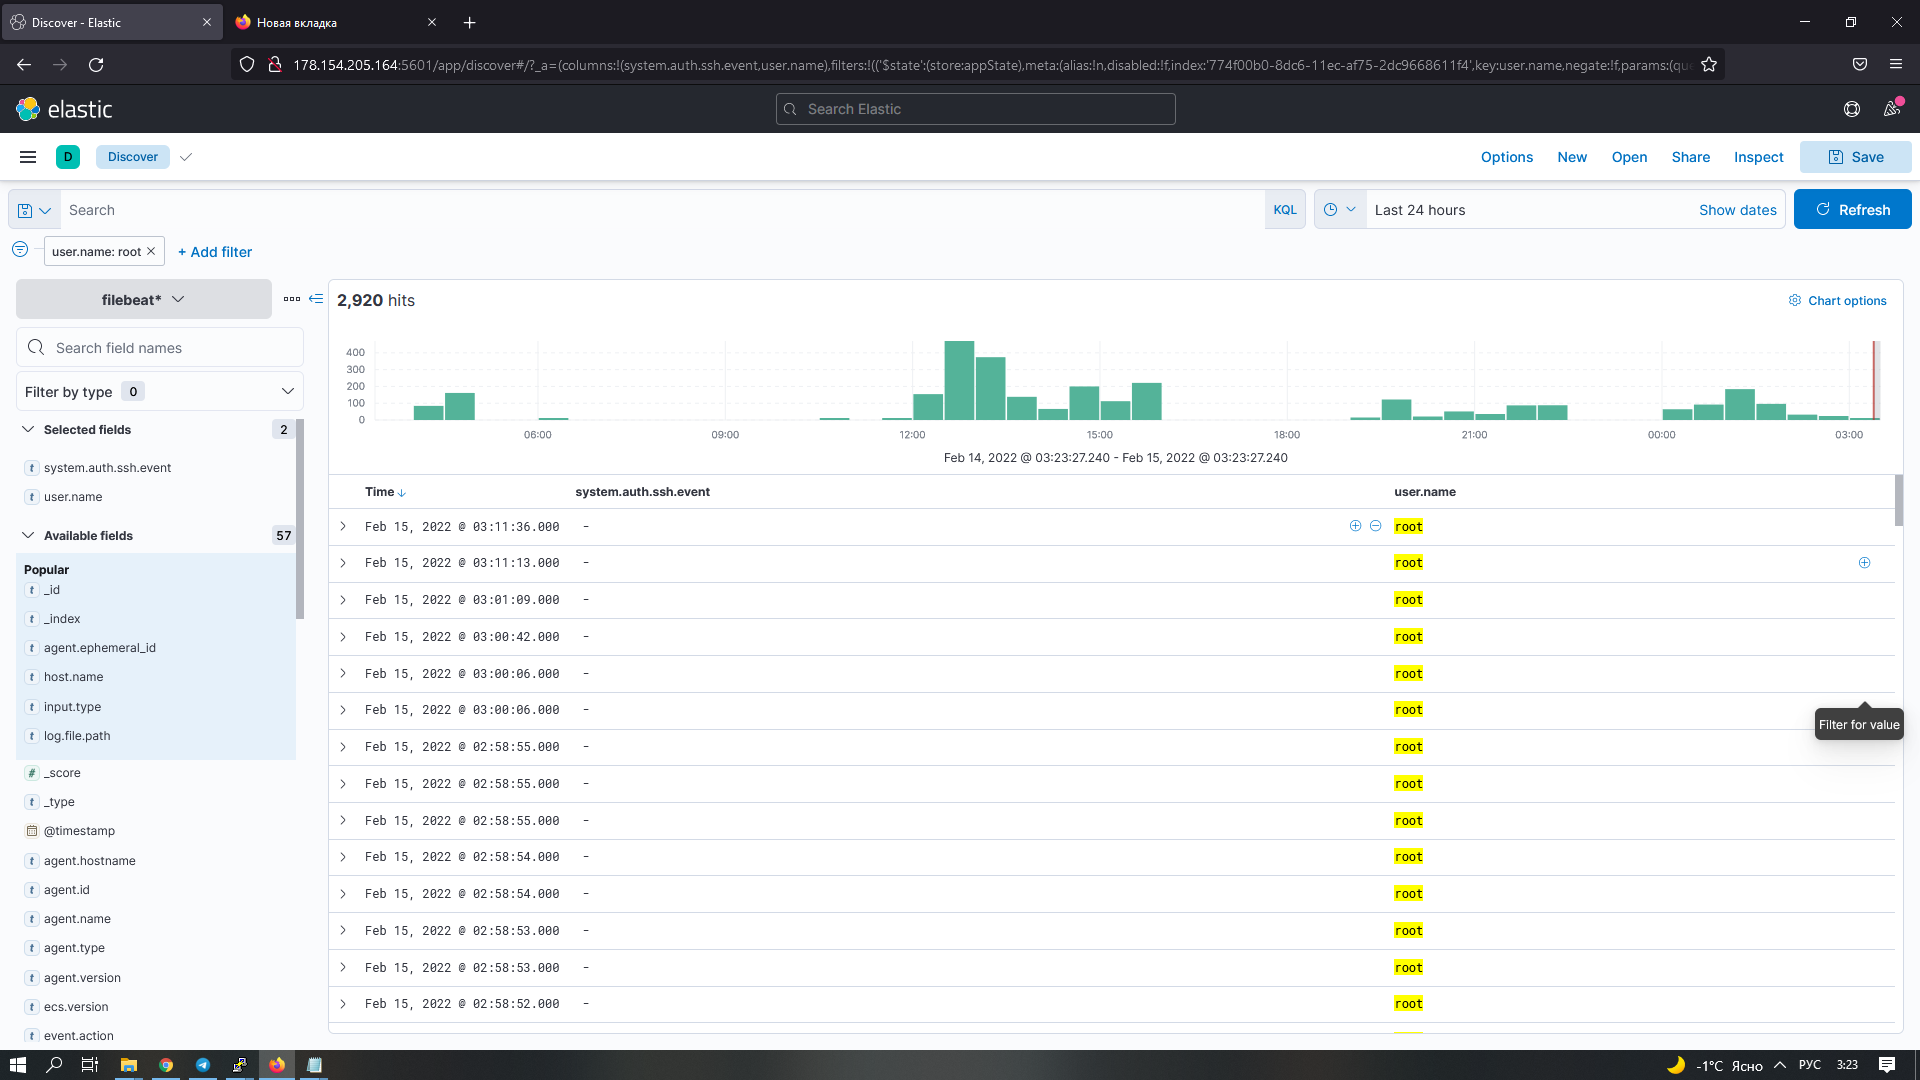 Discover - Elastic
Новая вкладка
178.154.205.164:5601/app/discover#/?_a=(columns:!(system.auth.ssh.event,user.name),filters:!(('$state':(store:appState),meta:(alias:!n,disabled:!f,index:'774f00b0-8dc6-11ec-af75-2dc9668611f4',key:user.name,negate:!f,params:(que
elastic
Search Elastic
D
Discover
Options
New
Open
Share
Inspect
Save
Search
KQL
Last 24 hours
Show dates
Refresh
user.name: root
+ Add filter
filebeat*
2,920 hits
Chart options
Search field names
Filter by type 0
Selected fields 2
t system.auth.ssh.event
t user.name
Available fields 57
Popular
t _id
t _index
t agent.ephemeral_id
t host.name
t input.type
t log.file.path
# _score
t _type
@timestamp
t agent.hostname
t agent.id
t agent.name
t agent.type
t agent.version
t ecs.version
t event.action
400
300
200
100
0
06:00 09:00 12:00 15:00 18:00 21:00 00:00 03:00
Feb 14, 2022 @ 03:23:27.240 - Feb 15, 2022 @ 03:23:27.240
Time system.auth.ssh.event user.name
Feb 15, 2022 @ 03:11:36.000 - root
Feb 15, 2022 @ 03:11:13.000 - root
Feb 15, 2022 @ 03:01:09.000 - root
Feb 15, 2022 @ 03:00:42.000 - root
Feb 15, 2022 @ 03:00:06.000 - root
Feb 15, 2022 @ 03:00:06.000 - root
Filter for value
Feb 15, 2022 @ 02:58:55.000 - root
Feb 15, 2022 @ 02:58:55.000 - root
Feb 15, 2022 @ 02:58:55.000 - root
Feb 15, 2022 @ 02:58:54.000 - root
Feb 15, 2022 @ 02:58:54.000 - root
Feb 15, 2022 @ 02:58:53.000 - root
Feb 15, 2022 @ 02:58:53.000 - root
Feb 15, 2022 @ 02:58:52.000 - root
-1°C Ясно
РУС
3:23